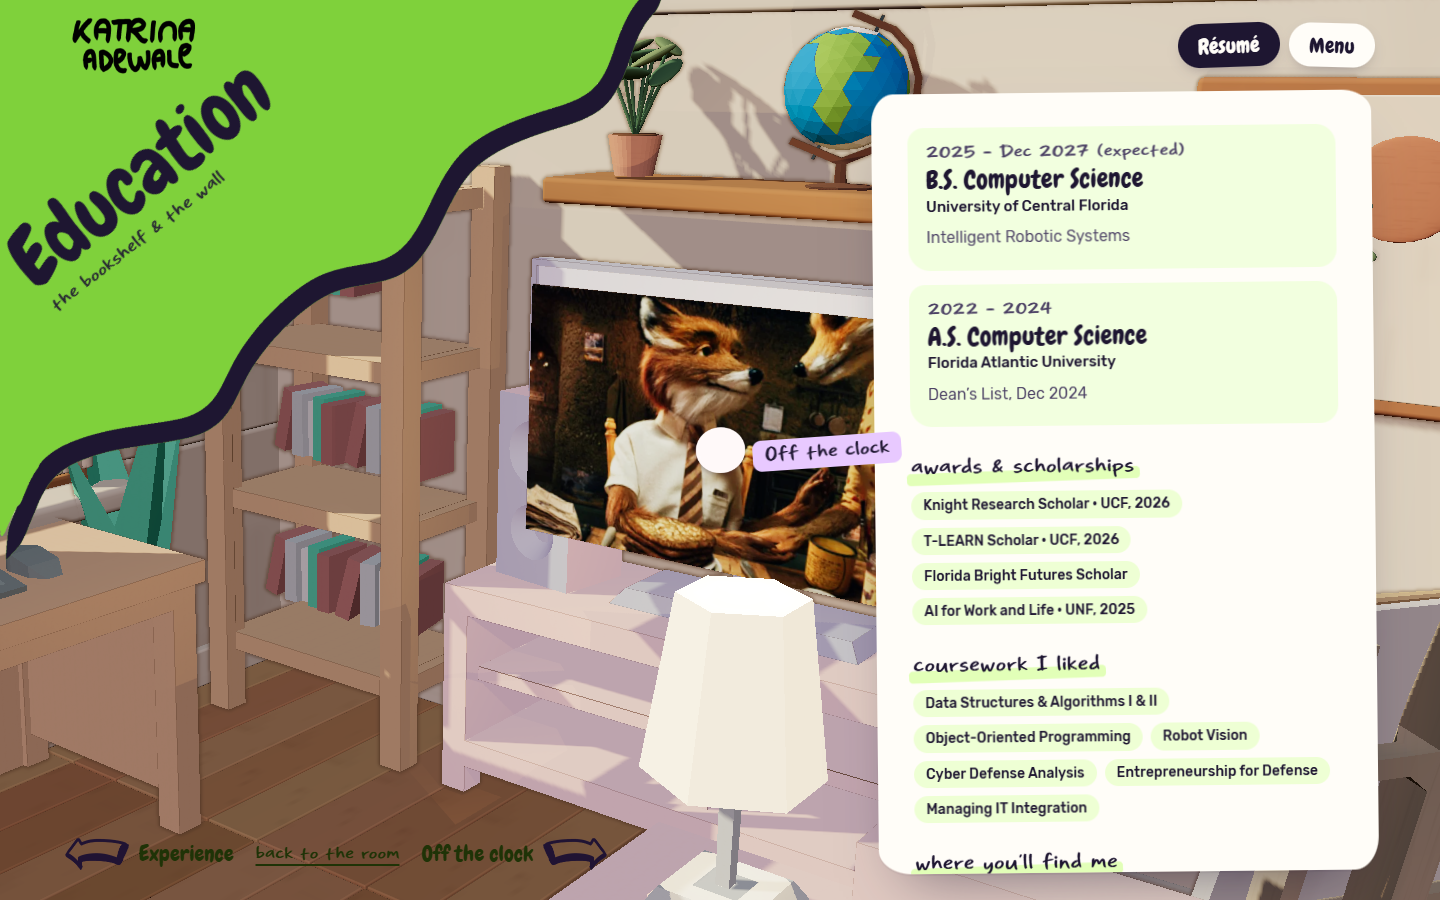 KATRINA
ADEWALE
Education
the bookshelf & the wall
Résumé
Menu
2025 – Dec 2027 (expected)
B.S. Computer Science
University of Central Florida
Intelligent Robotic Systems
2022 – 2024
A.S. Computer Science
Florida Atlantic University
Dean's List, Dec 2024
Off the clock
awards & scholarships
Knight Research Scholar • UCF, 2026
T-LEARN Scholar • UCF, 2026
Florida Bright Futures Scholar
AI for Work and Life • UNF, 2025
coursework I liked
Data Structures & Algorithms I & II
Object-Oriented Programming
Robot Vision
Cyber Defense Analysis
Entrepreneurship for Defense
Managing IT Integration
where you'll find me
Experience
back to the room
Off the clock